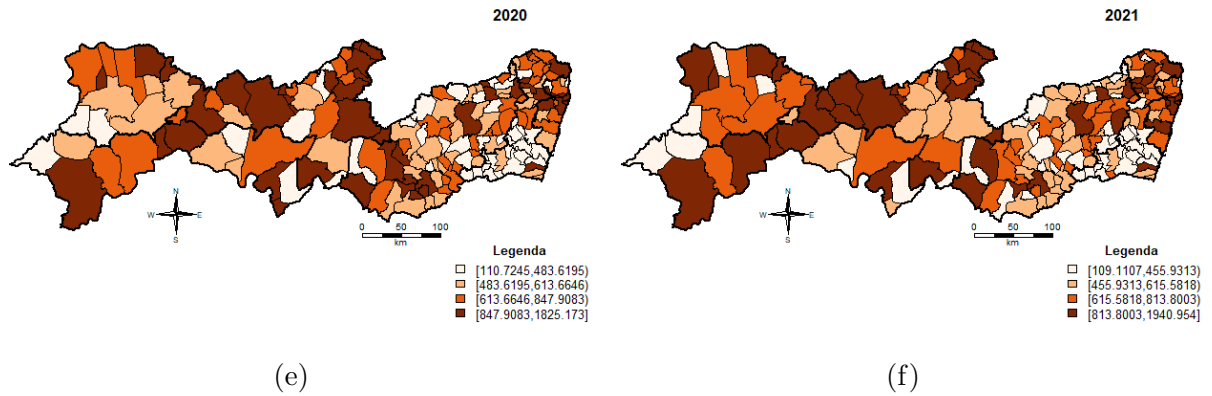 2020
N
W E
S
0 50 100
km
Legenda
[110.7245,483.6195)
[483.6195,613.6646)
[613.6646,847.9083)
[847.9083,1825.173]
(e)
2021
N
W E
S
0 50 100
km
Legenda
[109.1107,455.9313)
[455.9313,615.5818)
[615.5818,813.8003)
[813.8003,1940.954]
(f)